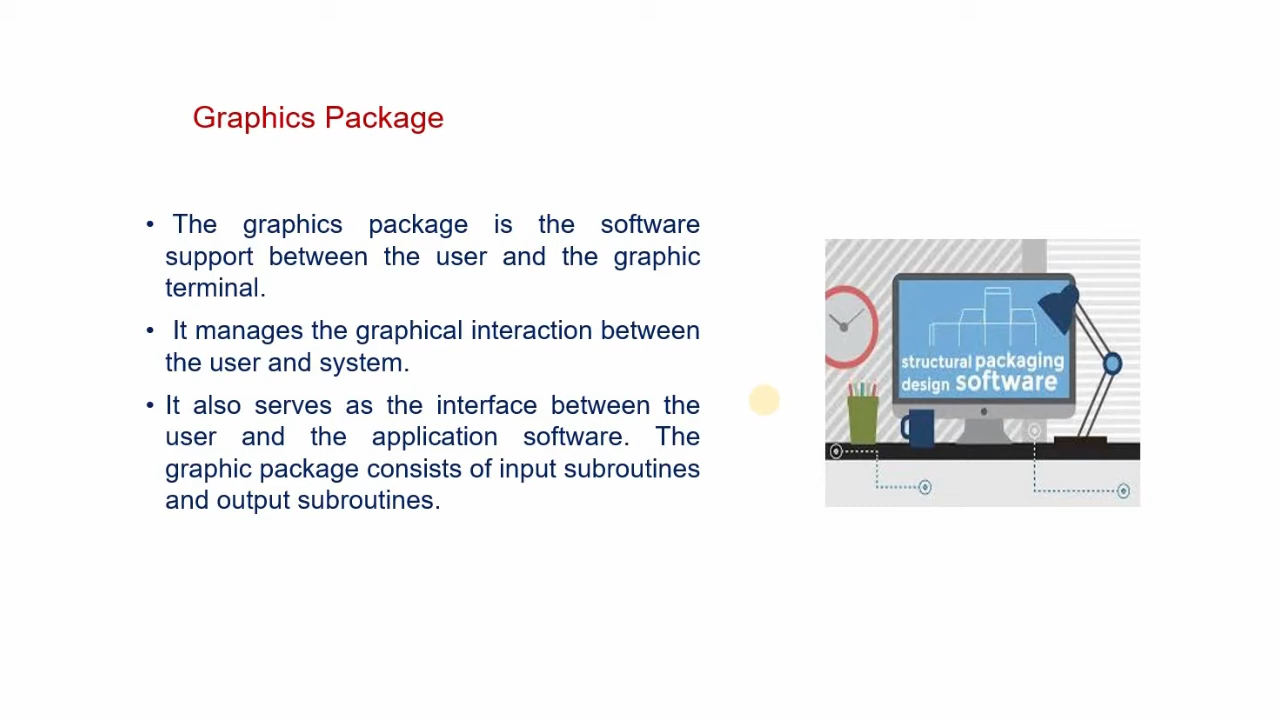 Graphics Package
• The graphics package is the software
support between the user and the graphic
terminal.
• It manages the graphical interaction between
the user and system.
• It also serves as the interface between the
user and the application software. The
graphic package consists of input subroutines
and output subroutines.
structural packaging
design software